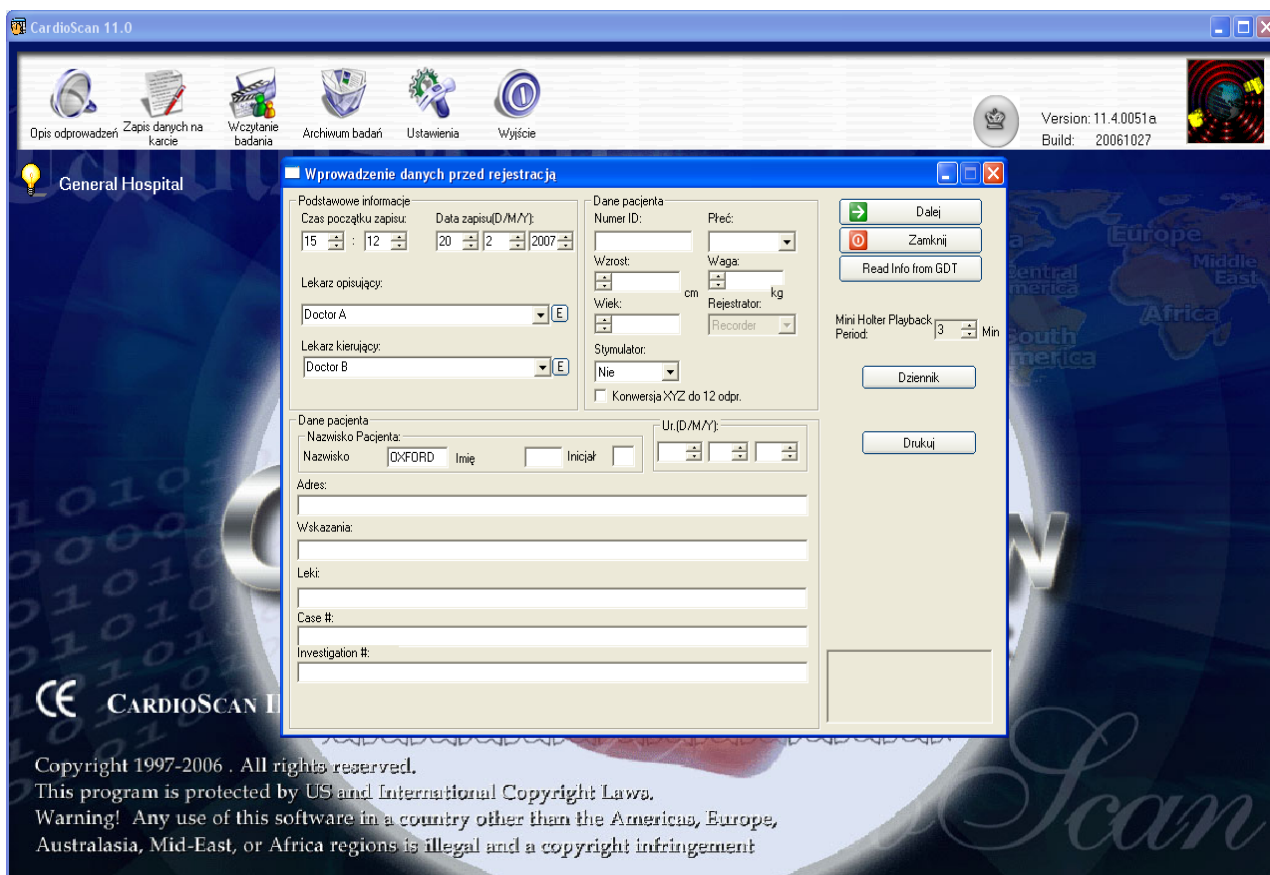 CardioScan 11.0
Opis odprowadzeń
Zapis danych na karcie
Wczytanie badania
Archiwum badań
Ustawienia
Wyjście
Version: 11.4.0051a
Build: 20061027
General Hospital
Wprowadzenie danych przed rejestracją
Podstawowe informacje
Czas początku zapisu: Data zapisu(D/M/Y):
15 : 12 20 2 2007
Lekarz opisujący:
Doctor A E
Lekarz kierujący:
Doctor B E
Dane pacjenta
Numer ID: Płeć:
Wzrost: Waga:
cm kg
Wiek: Rejestrator:
Recorder
Stymulator:
Nie
Konwersja XYZ do 12 odpr.
Dalej
Zamknij
Read Info from GDT
Mini Holter Playback
Period: 3 Min
Dziennik
Drukuj
Dane pacjenta
Nazwisko Pacjenta: Ur.(D/M/Y):
Nazwisko OXFORD Imię Inicjał
Adres:
Wskazania:
Leki:
Case #:
Investigation #:
Europe
Middle
East
Central
America
Africa
South
America
CE CARDIOSCAN
Copyright 1997-2006 . All rights reserved.
This program is protected by US and International Copyright Laws.
Warning! Any use of this software in a country other than the Americas, Europe,
Australasia, Mid-East, or Africa regions is illegal and a copyright infringement
Scan